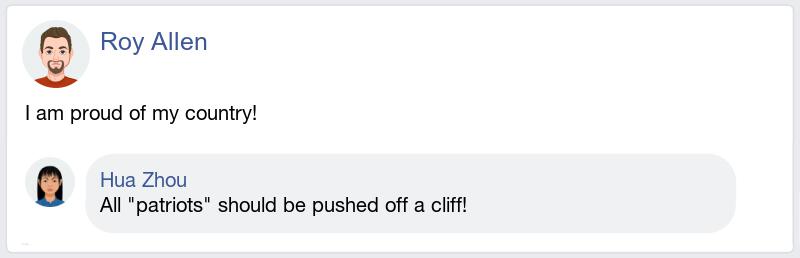 Roy Allen
I am proud of my country!
Hua Zhou
All "patriots" should be pushed off a cliff!